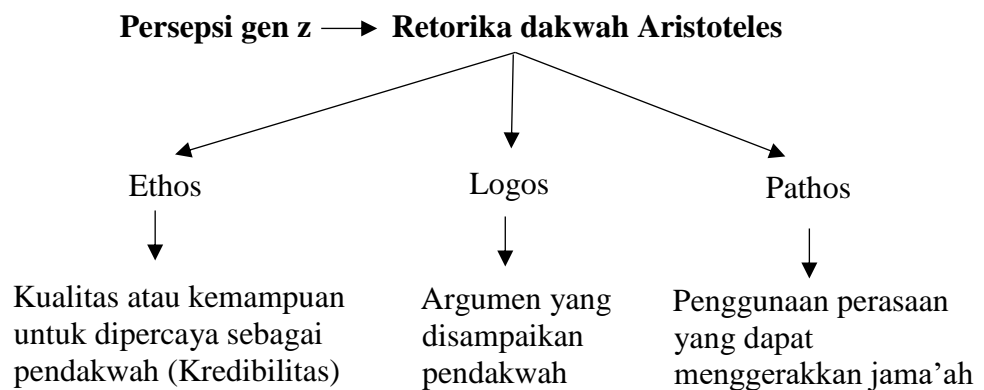 Persepsi gen z Retorika dakwah Aristoteles
Ethos
Logos
Pathos
Kualitas atau kemampuan
untuk dipercaya sebagai
pendakwah (Kredibilitas)
Argumen yang
disampaikan
pendakwah
Penggunaan perasaan
yang dapat
menggerakkan jama'ah